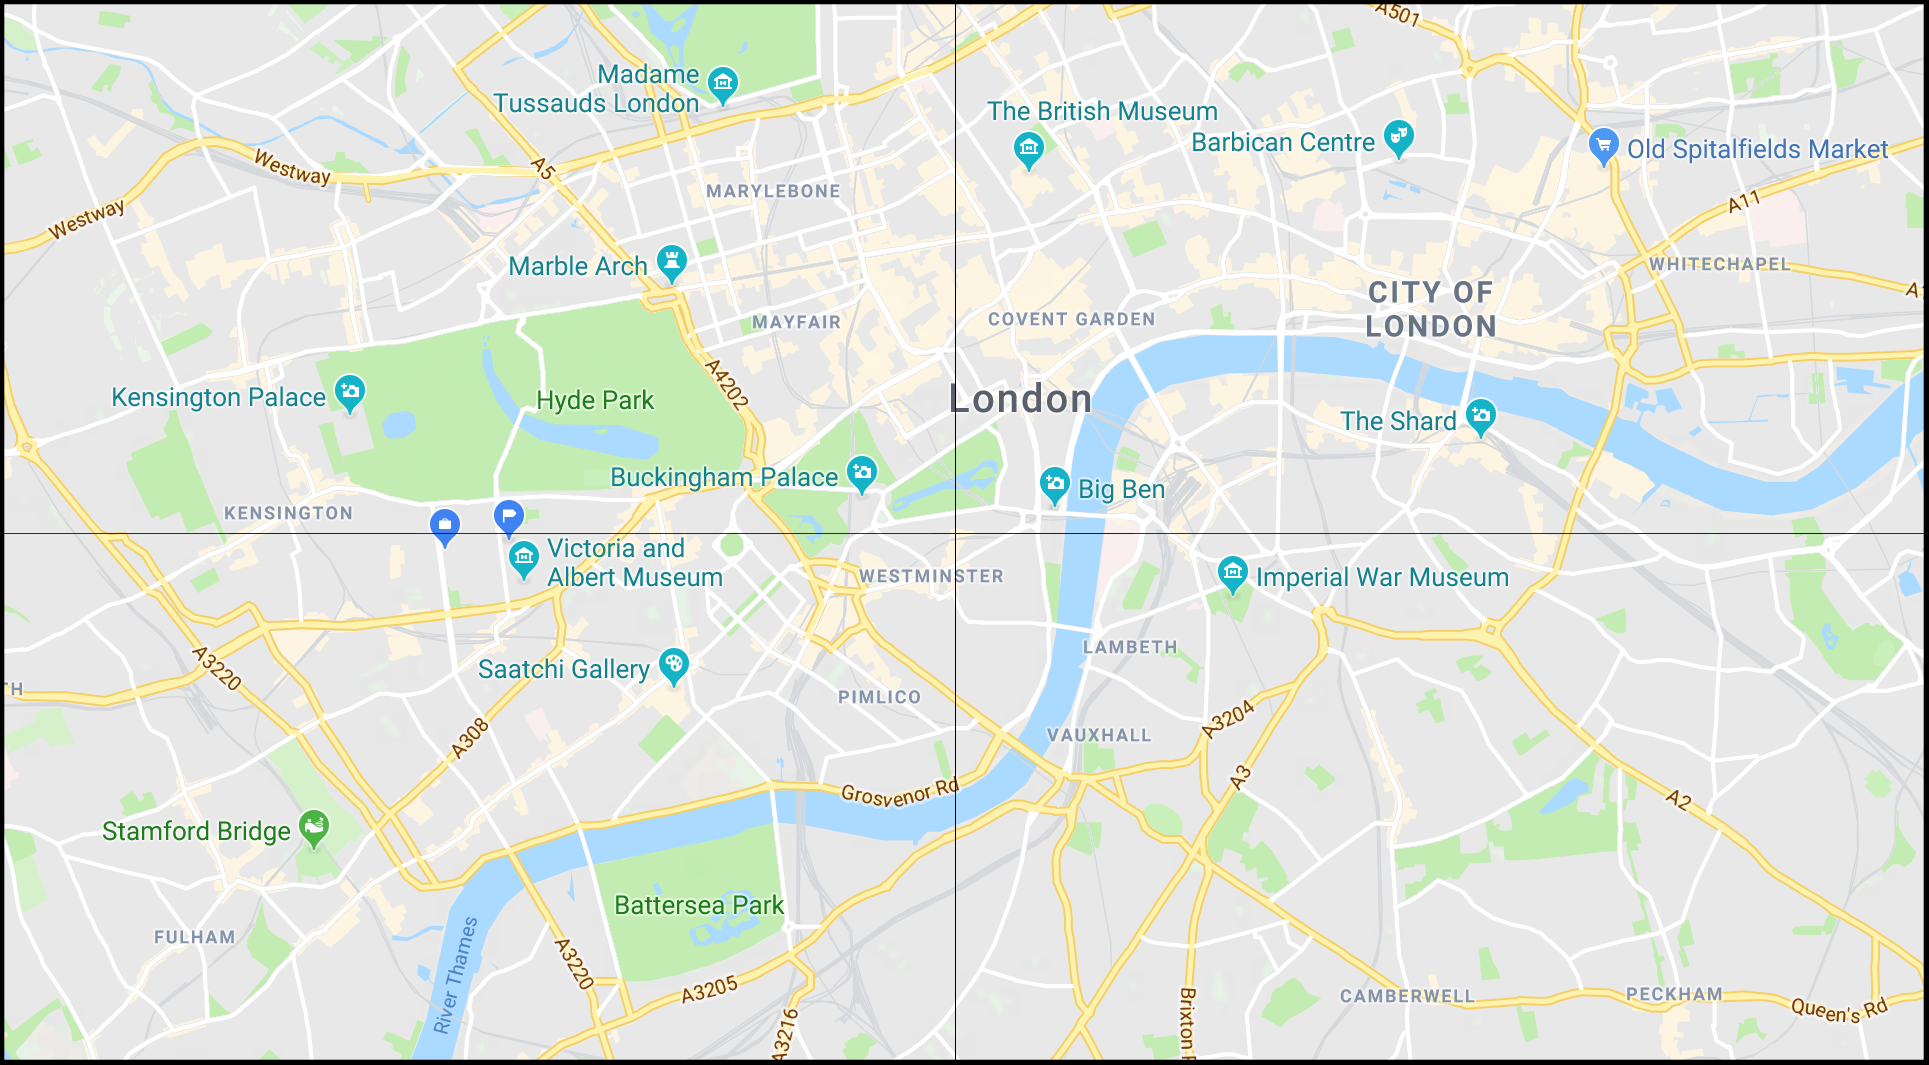 A501
Madame
Tussauds London
The British Museum
Barbican Centre
Old Spitalfields Market
Westway
A5
MARYLEBONE
Westway
A11
Marble Arch
WHITECHAPEL
CITY OF
LONDON
MAYFAIR
COVENT GARDEN
A4202
Kensington Palace
Hyde Park
London
The Shard
Buckingham Palace
Big Ben
KENSINGTON
Victoria and
Albert Museum
WESTMINSTER
Imperial War Museum
LAMBETH
A3220
TH
Saatchi Gallery
PIMLICO
A308
VAUXHALL
A3204
A3
Grosvenor Rd
A2
Stamford Bridge
Battersea Park
FULHAM
River Thames
A3220
A3205
A3216
Brixton
CAMBERWELL
PECKHAM
Queen's Rd